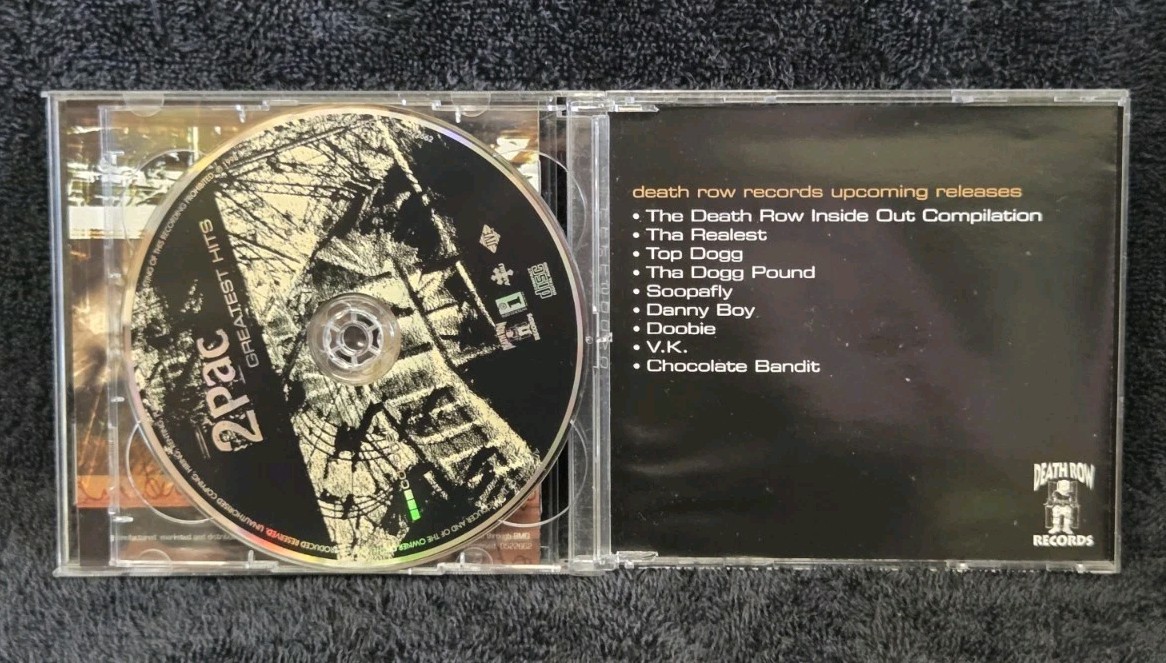 2Pac
GREATEST HITS
disc
death row records upcoming releases
• The Death Row Inside Out Compilation
• Tha Realest
• Top Dogg
• Tha Dogg Pound
• Soopafly
• Danny Boy
• Doobie
• V.K.
• Chocolate Bandit
DEATH ROW
RECORDS